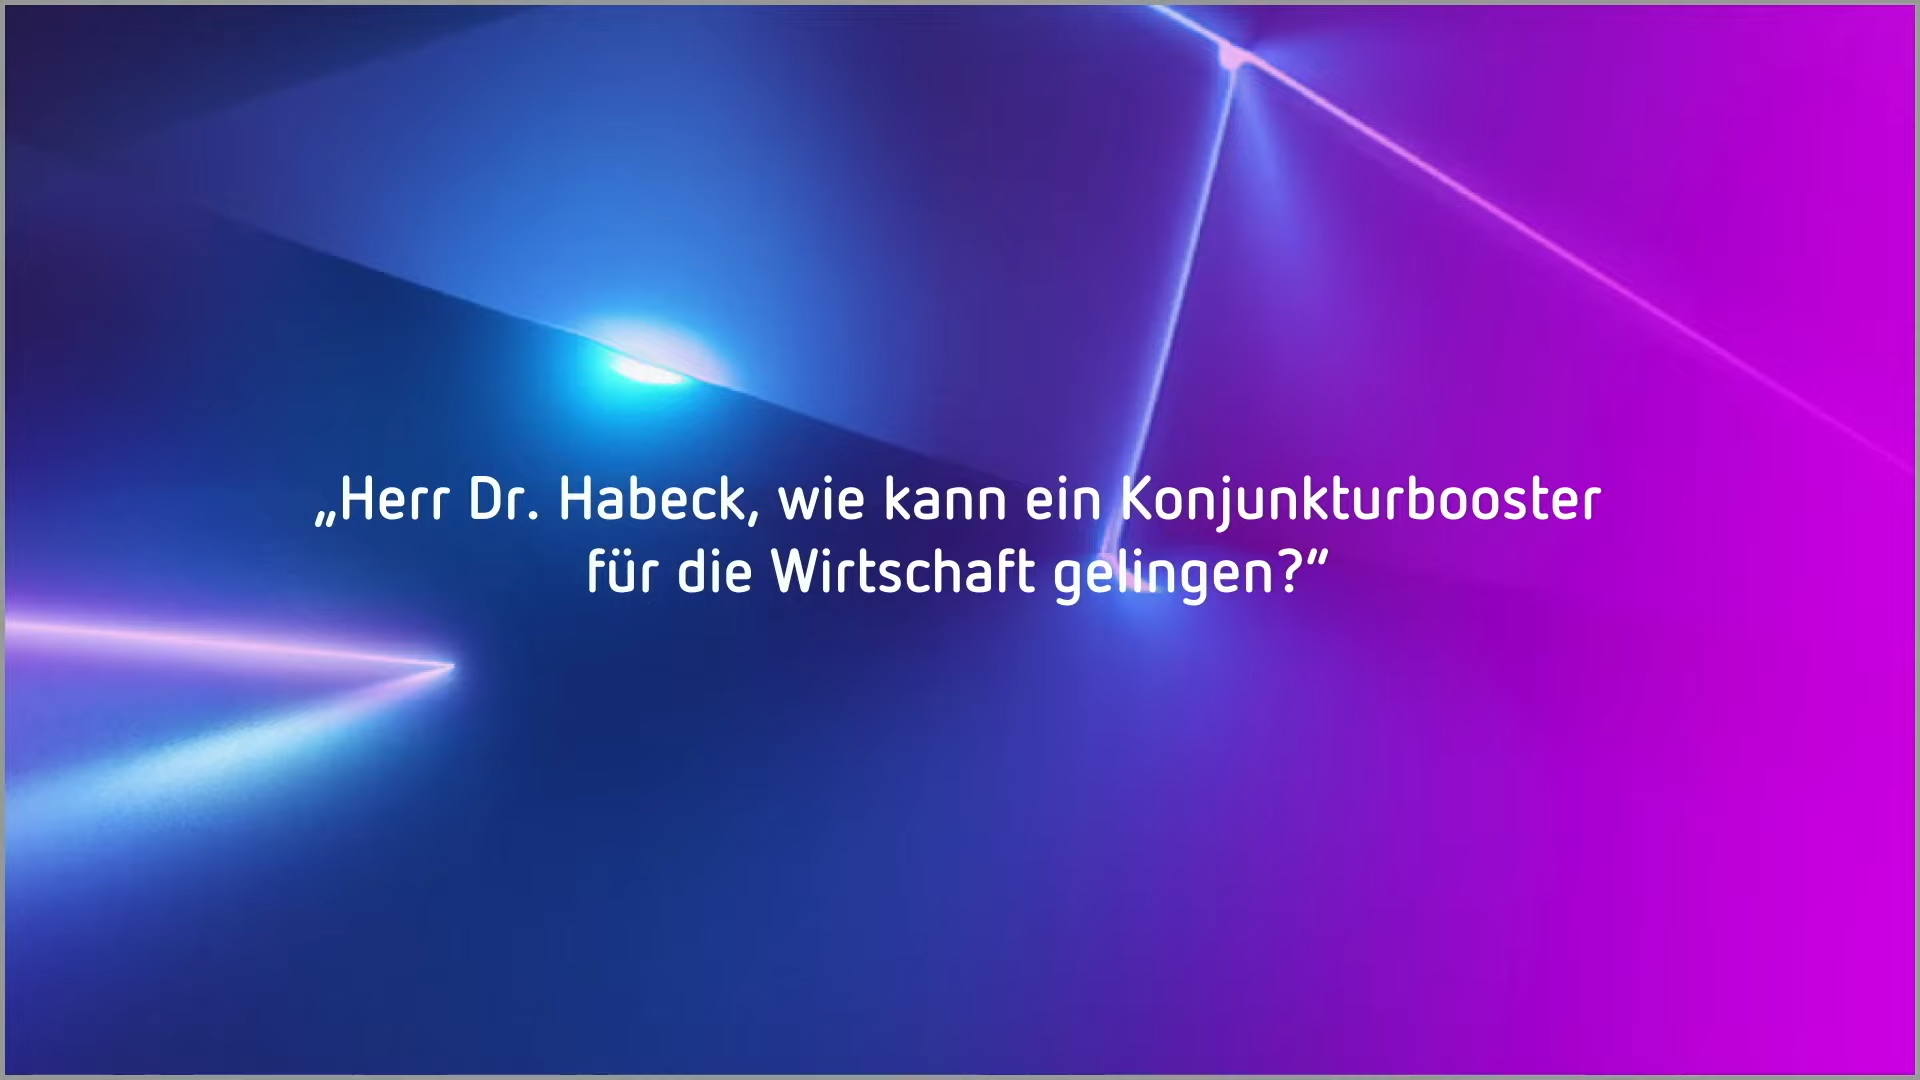 „Herr Dr. Habeck, wie kann ein Konjunkturbooster
für die Wirtschaft gelingen?“